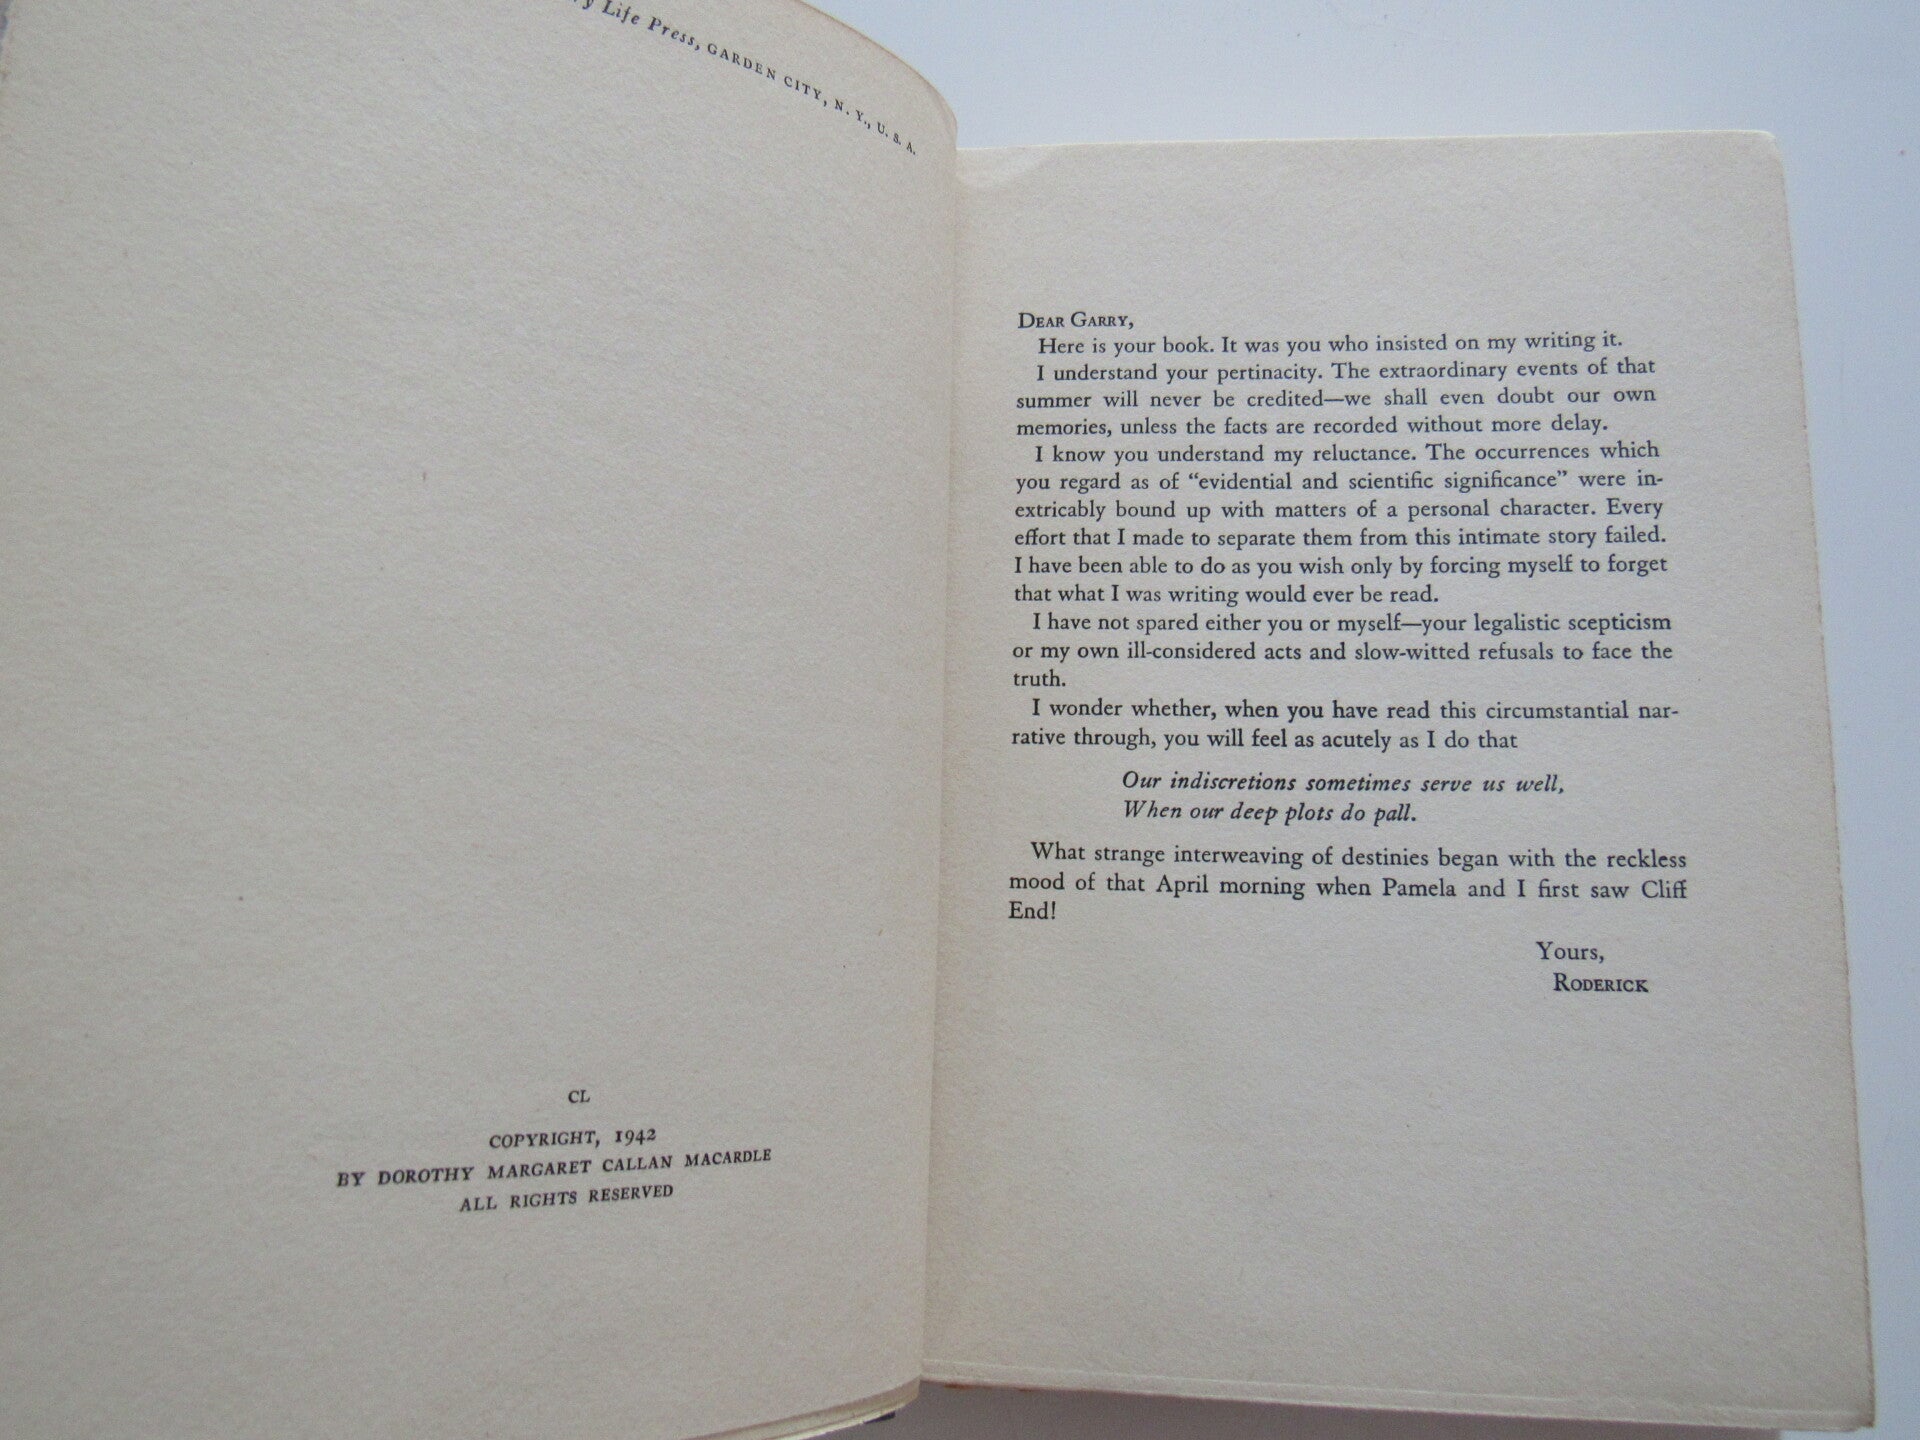 Life Press, GARDEN CITY, N. Y., U. S. A.
CL
COPYRIGHT, 1942
BY DOROTHY MARGARET CALLAN MACARDLE
ALL RIGHTS RESERVED
DEAR GARRY,
Here is your book. It was you who insisted on my writing it.
I understand your pertinacity. The extraordinary events of that
summer will never be credited—we shall even doubt our own
memories, unless the facts are recorded without more delay.
I know you understand my reluctance. The occurrences which
you regard as of “evidential and scientific significance” were in-
extricably bound up with matters of a personal character. Every
effort that I made to separate them from this intimate story failed.
I have been able to do as you wish only by forcing myself to forget
that what I was writing would ever be read.
I have not spared either you or myself—your legalistic scepticism
or my own ill-considered acts and slow-witted refusals to face the
truth.
I wonder whether, when you have read this circumstantial nar-
rative through, you will feel as acutely as I do that
Our indiscretions sometimes serve us well,
When our deep plots do pall.
What strange interweaving of destinies began with the reckless
mood of that April morning when Pamela and I first saw Cliff
End!
Yours,
RODERICK